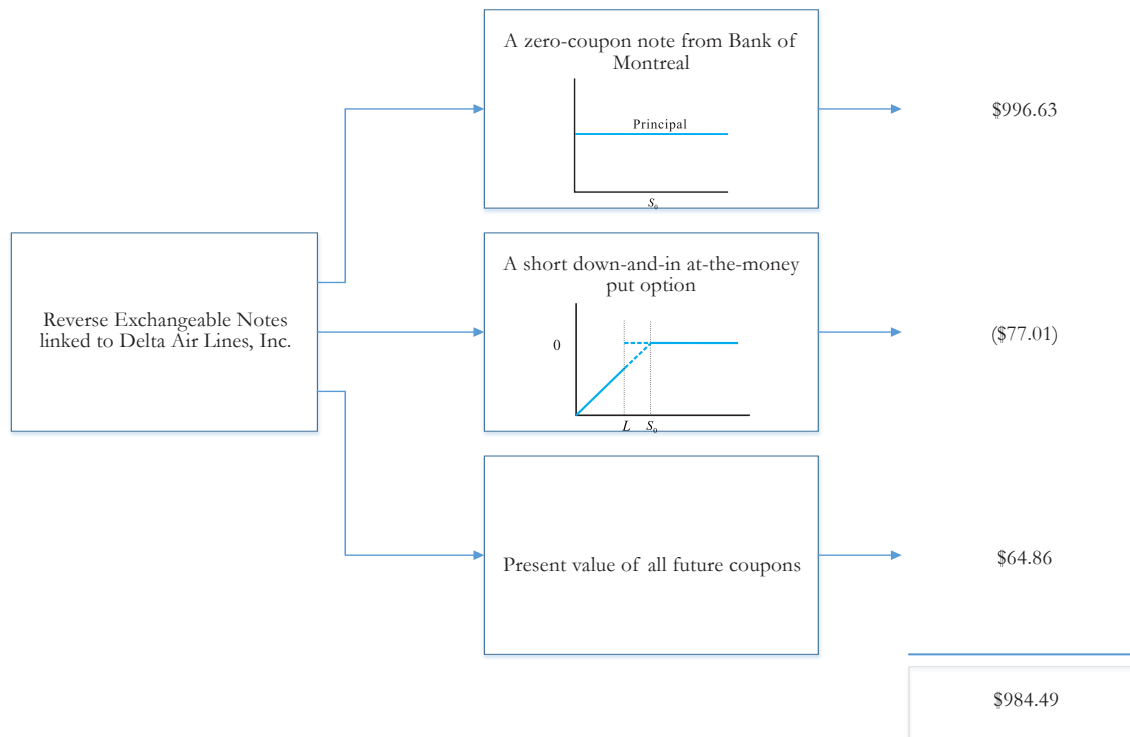 A zero-coupon note from Bank of
Montreal
Principal
S₀
$996.63
Reverse Exchangeable Notes
linked to Delta Air Lines, Inc.
A short down-and-in at-the-money
put option
0
L S₀
($77.01)
Present value of all future coupons
$64.86
$984.49